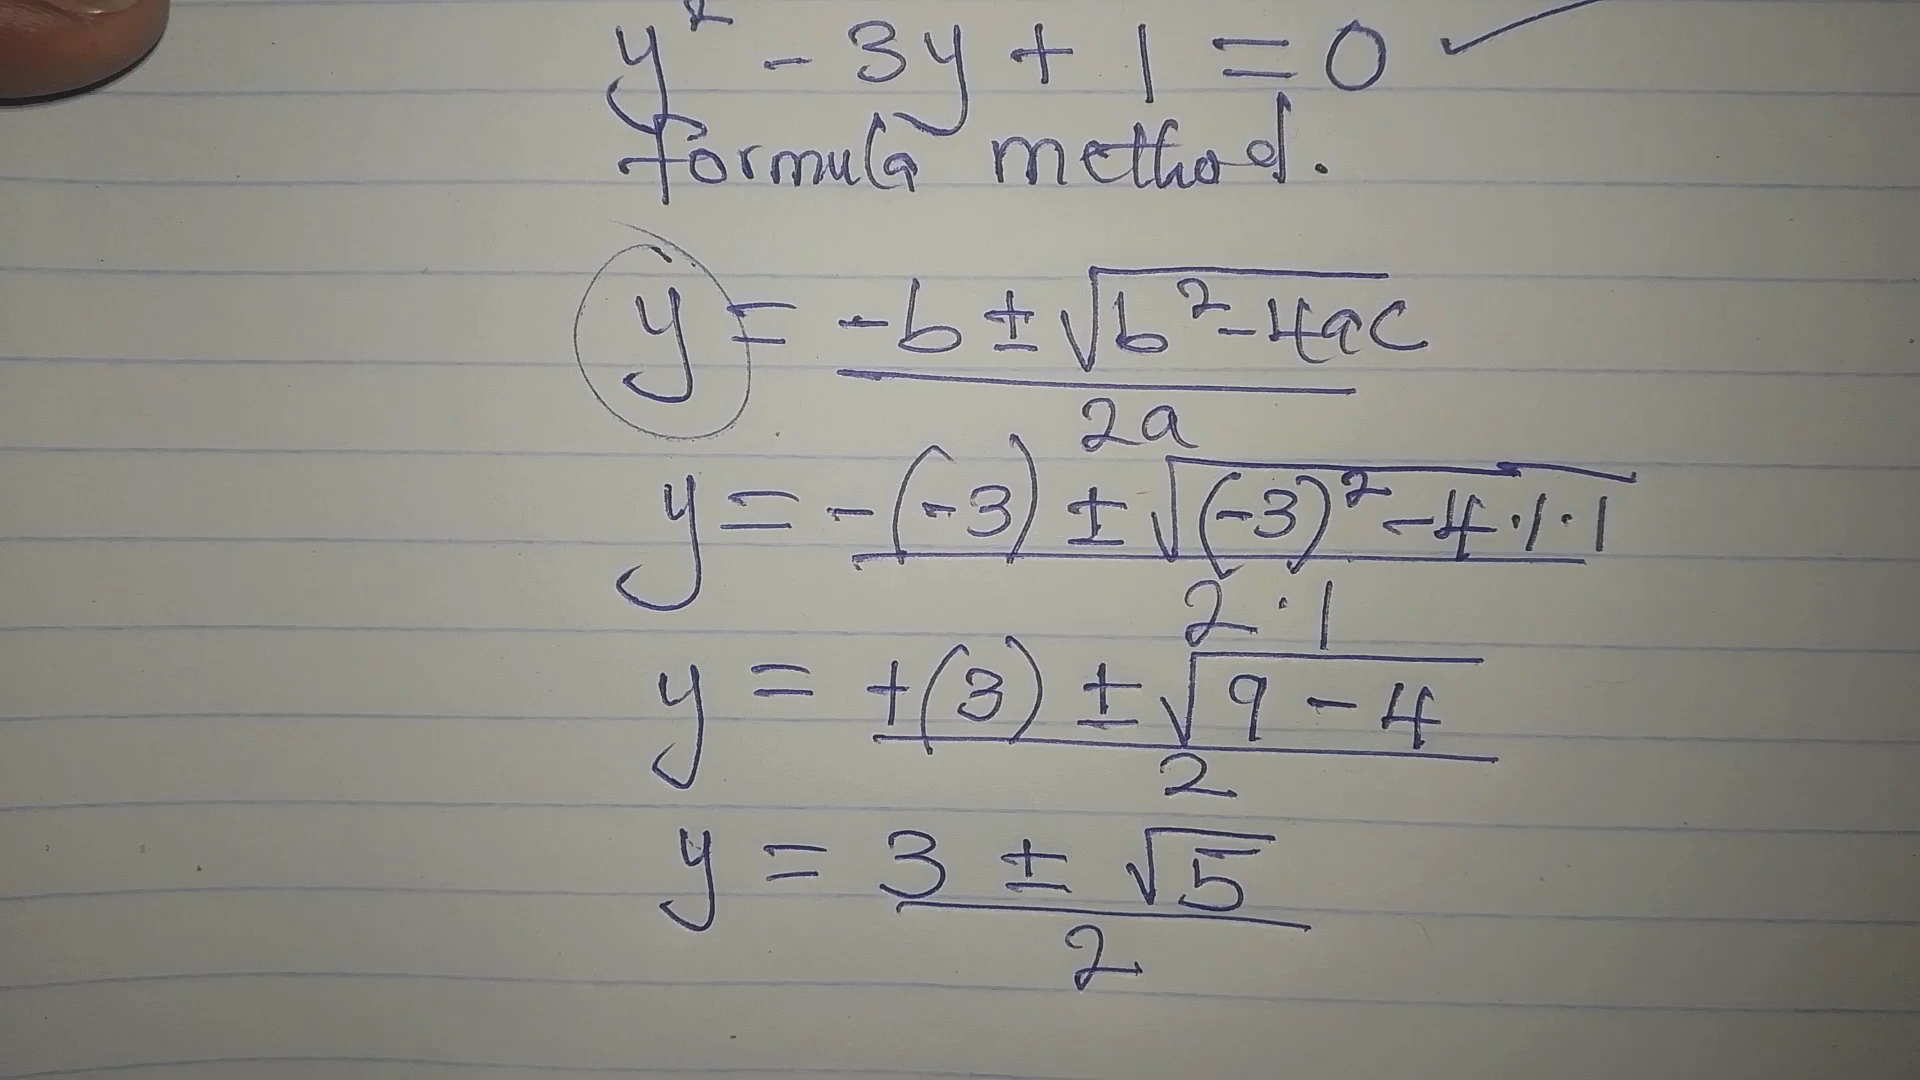 y² - 3y + 1 = 0 ✓
formula method.
y = -b ± √b² - 4ac
2a
y = -(-3) ± √(-3)² - 4·1·1
2·1
y = +(3) ± √9 - 4
2
y = 3 ± √5
2